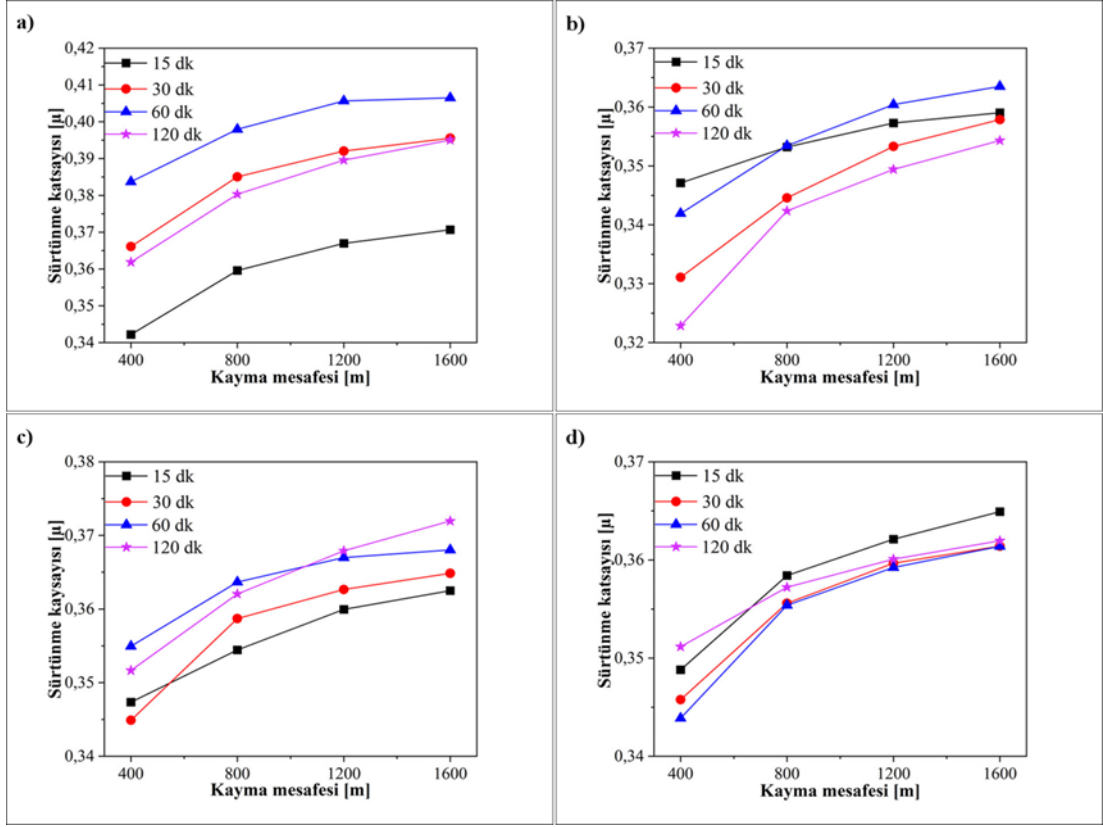 a)
0,42
0,41
0,40
0,39
0,38
0,37
0,36
0,35
0,34
Sürtünme katsayısı [µ]
15 dk
30 dk
60 dk
120 dk
400
800
1200
1600
Kayma mesafesi [m]
b)
0,37
0,36
0,35
0,34
0,33
0,32
Sürtünme katsayısı [µ]
15 dk
30 dk
60 dk
120 dk
400
800
1200
1600
Kayma mesafesi [m]
c)
0,38
0,37
0,36
0,35
0,34
Sürtünme kaysayısı [µ]
15 dk
30 dk
60 dk
120 dk
400
800
1200
1600
Kayma mesafesi [m]
d)
0,37
0,36
0,35
0,34
Sürtünme katsayısı [µ]
15 dk
30 dk
60 dk
120 dk
400
800
1200
1600
Kayma mesafesi [m]